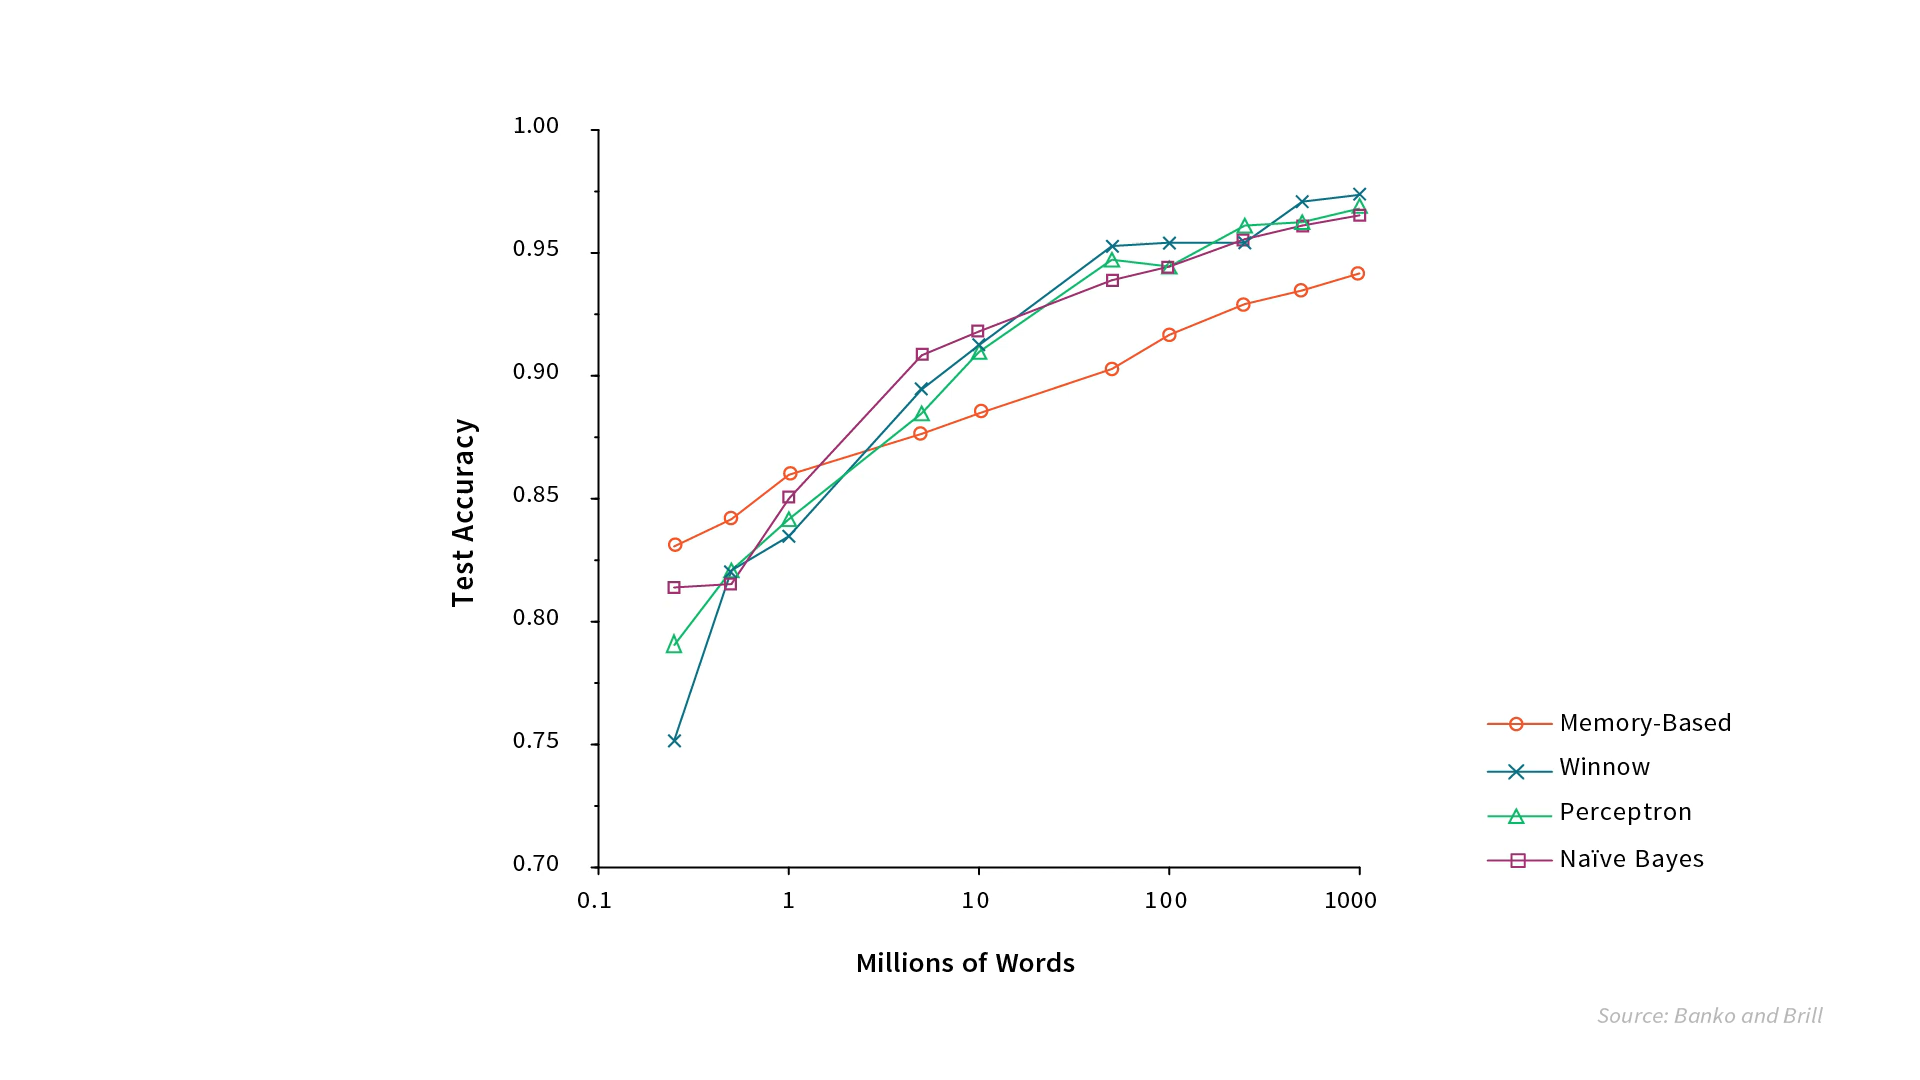 1.00
0.95
0.90
0.85
0.80
0.75
0.70
Test Accuracy
0.1 1 10 100 1000
Millions of Words
Memory-Based
Winnow
Perceptron
Naïve Bayes
Source: Banko and Brill